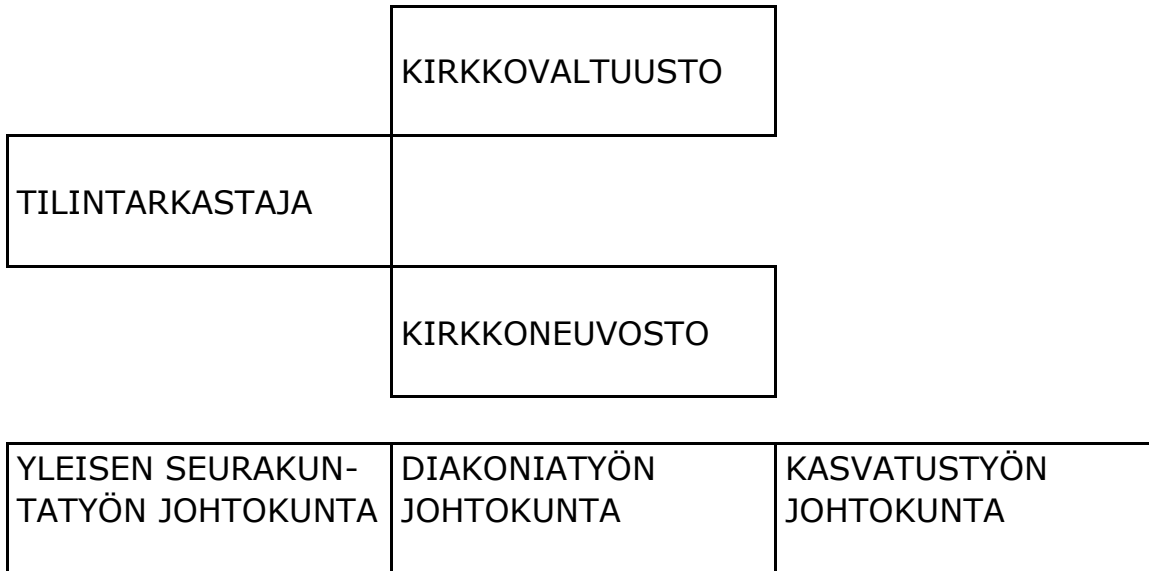 KIRKKOVALTUUSTO
TILINTARKASTAJA
KIRKKONEUVOSTO
YLEISEN SEURAKUN-
TATYÖN JOHTOKUNTA
DIAKONIATYÖN
JOHTOKUNTA
KASVATUSTYÖN
JOHTOKUNTA